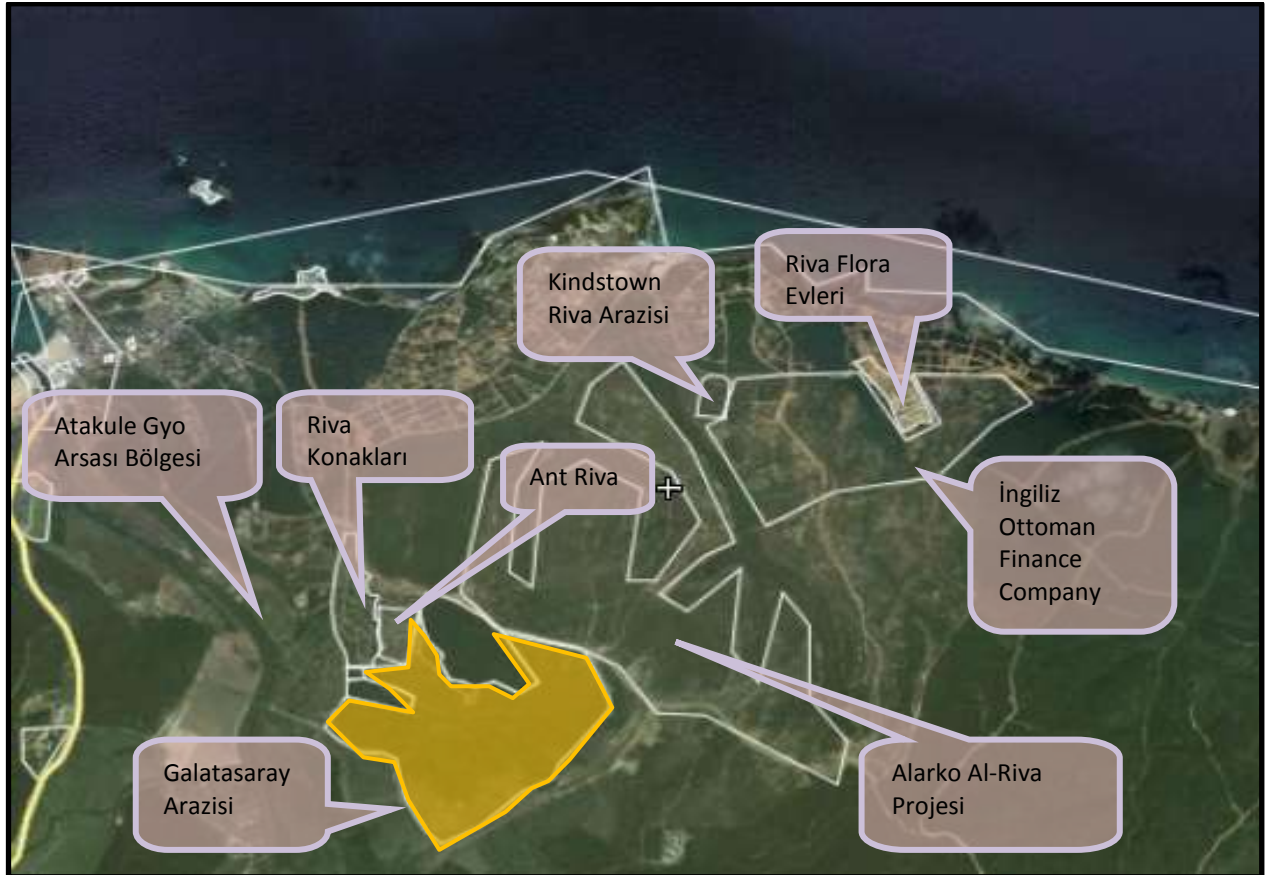 Kindstown
Riva Arazisi
Riva Flora
Evleri
Atakule Gyo
Arsası Bölgesi
Riva
Konakları
Ant Riva
İngiliz
Ottoman
Finance
Company
Galatasaray
Arazisi
Alarko Al-Riva
Projesi